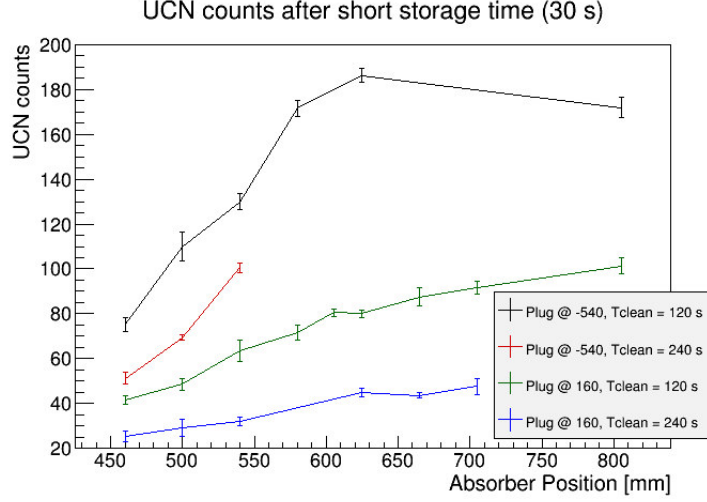 UCN counts after short storage time (30 s)
UCN counts
200
180
160
140
120
100
80
60
40
20
450
500
550
600
650
700
750
800
Absorber Position [mm]
Plug @ -540, Tclean = 120 s
Plug @ -540, Tclean = 240 s
Plug @ 160, Tclean = 120 s
Plug @ 160, Tclean = 240 s